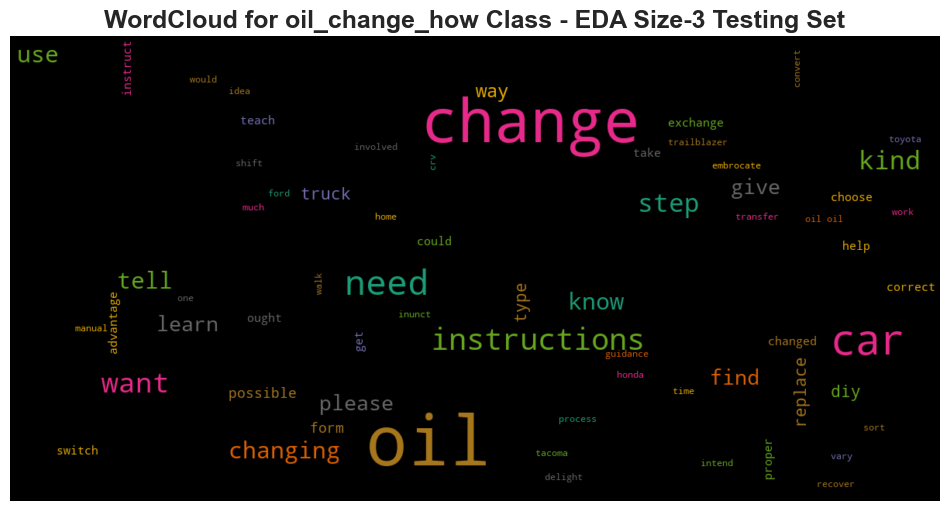 WordCloud for oil_change_how Class - EDA Size-3 Testing Set
use
instruct
would
idea
way
convert
change
teach
exchange
trailblazer
toyota
involved
take
kind
shift
crv
embrocate
give
ford
truck
step
choose
much
home
transfer
oil oil
work
could
help
tell
walk
need
type
know
correct
one
advantage
manual
learn
ought
get
inunct
instructions
guidance
changed
car
want
honda
find
time
replace
diy
possible
please
form
oil
process
sort
switch
changing
tacoma
delight
intend
proper
vary
recover